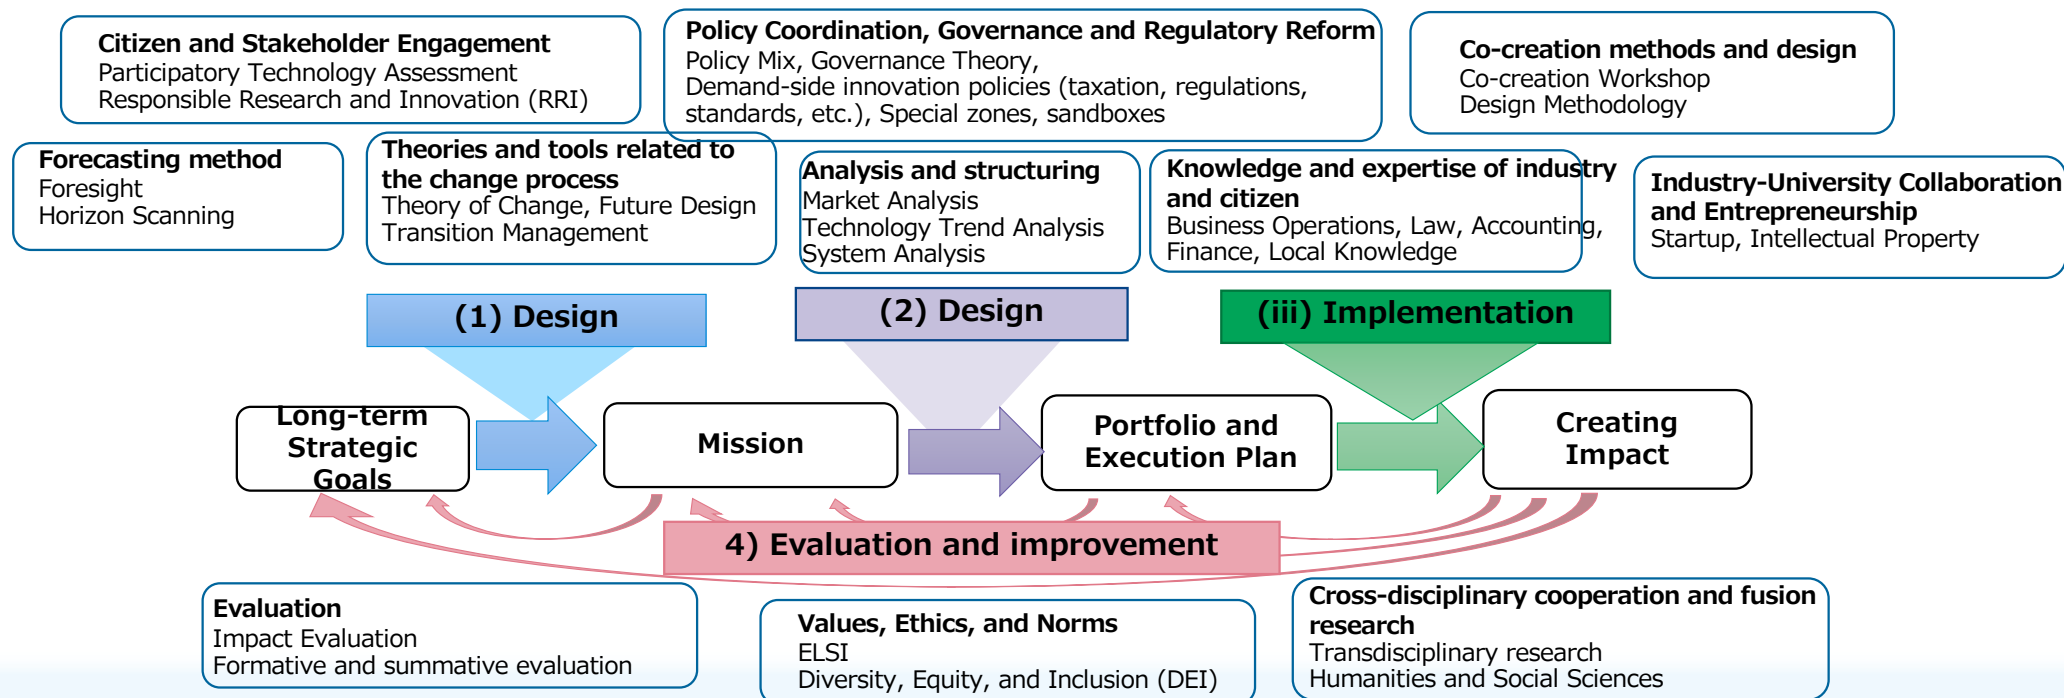 Citizen and Stakeholder Engagement
Participatory Technology Assessment
Responsible Research and Innovation (RRI)
Policy Coordination, Governance and Regulatory Reform
Policy Mix, Governance Theory,
Demand-side innovation policies (taxation, regulations,
standards, etc.), Special zones, sandboxes
Co-creation methods and design
Co-creation Workshop
Design Methodology
Forecasting method
Foresight
Horizon Scanning
Theories and tools related to
the change process
Theory of Change, Future Design
Transition Management
Analysis and structuring
Market Analysis
Technology Trend Analysis
System Analysis
Knowledge and expertise of industry
and citizen
Business Operations, Law, Accounting,
Finance, Local Knowledge
Industry-University Collaboration
and Entrepreneurship
Startup, Intellectual Property
(1) Design
(2) Design
(iii) Implementation
Long-term
Strategic
Goals
Mission
Portfolio and
Execution Plan
Creating
Impact
4) Evaluation and improvement
Evaluation
Impact Evaluation
Formative and summative evaluation
Values, Ethics, and Norms
ELSI
Diversity, Equity, and Inclusion (DEI)
Cross-disciplinary cooperation and fusion
research
Transdisciplinary research
Humanities and Social Sciences